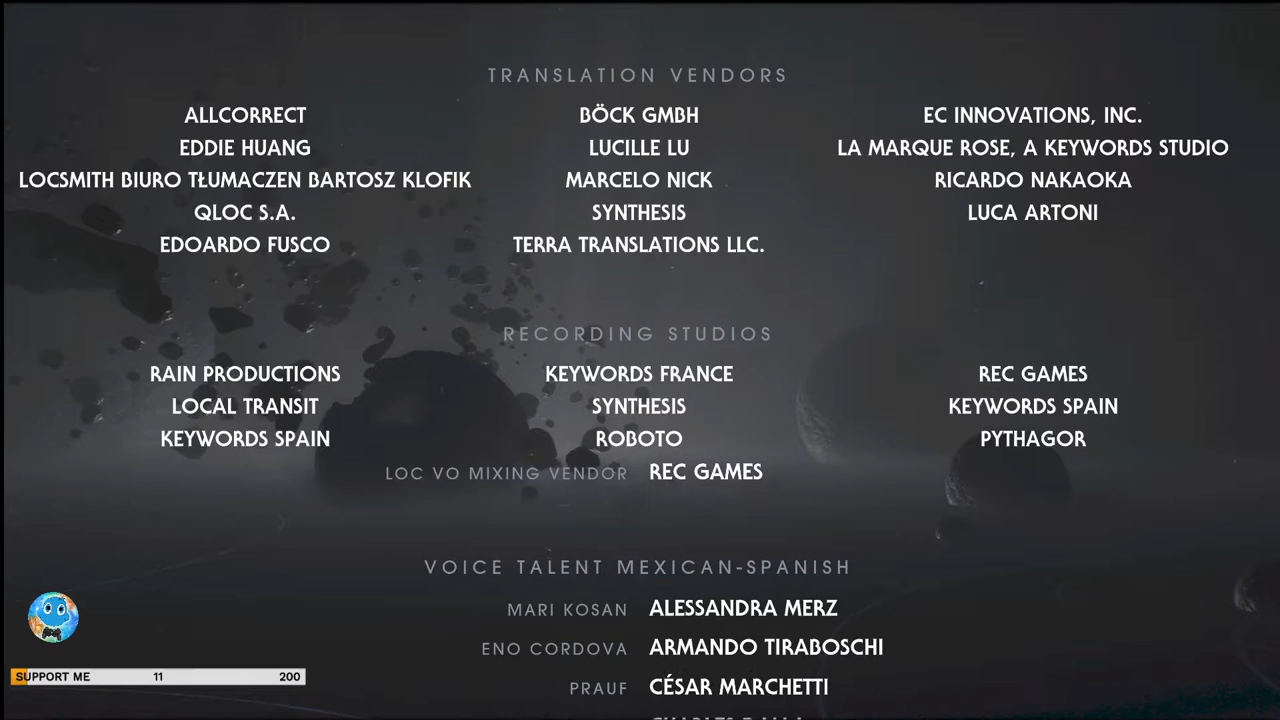 TRANSLATION VENDORS
ALLCORRECT BÖCK GMBH EC INNOVATIONS, INC.
EDDIE HUANG LUCILLE LU LA MARQUE ROSE, A KEYWORDS STUDIO
LOCSMITH BIURO TŁUMACZEN BARTOSZ KLOFIK MARCELO NICK RICARDO NAKAOKA
QLOC S.A. SYNTHESIS LUCA ARTONI
EDOARDO FUSCO TERRA TRANSLATIONS LLC.
RECORDING STUDIOS
RAIN PRODUCTIONS KEYWORDS FRANCE REC GAMES
LOCAL TRANSIT SYNTHESIS KEYWORDS SPAIN
KEYWORDS SPAIN ROBOTO PYTHAGOR
LOC VO MIXING VENDOR REC GAMES
VOICE TALENT MEXICAN-SPANISH
MARI KOSAN ALESSANDRA MERZ
ENO CORDOVA ARMANDO TIRABOSCHI
PRAUF CÉSAR MARCHETTI
SUPPORT ME 11 200